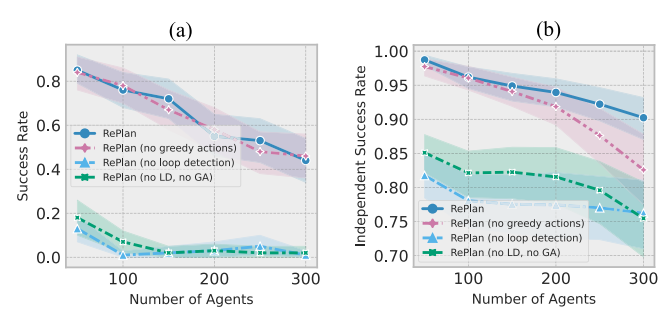 (a)
Success Rate
0.8
0.6
0.4
0.2
0.0
RePlan
RePlan (no greedy actions)
RePlan (no loop detection)
RePlan (no LD, no GA)
100
200
300
Number of Agents
(b)
Independent Success Rate
1.00
0.95
0.90
0.85
0.80
0.75
0.70
RePlan
RePlan (no greedy actions)
RePlan (no loop detection)
RePlan (no LD, no GA)
100
200
300
Number of Agents